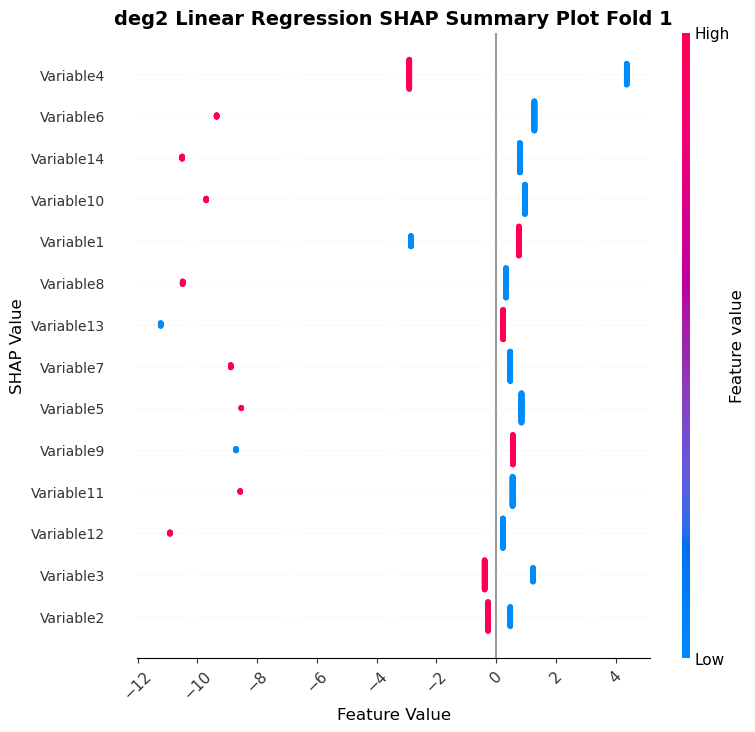 deg2 Linear Regression SHAP Summary Plot Fold 1
High
Variable4
Variable6
Variable14
Variable10
Variable1
Variable8
Variable13
Variable7
Variable5
Variable9
Variable11
Variable12
Variable3
Variable2
SHAP Value
Feature value
Low
−12 −10 −8 −6 −4 −2 0 2 4
Feature Value